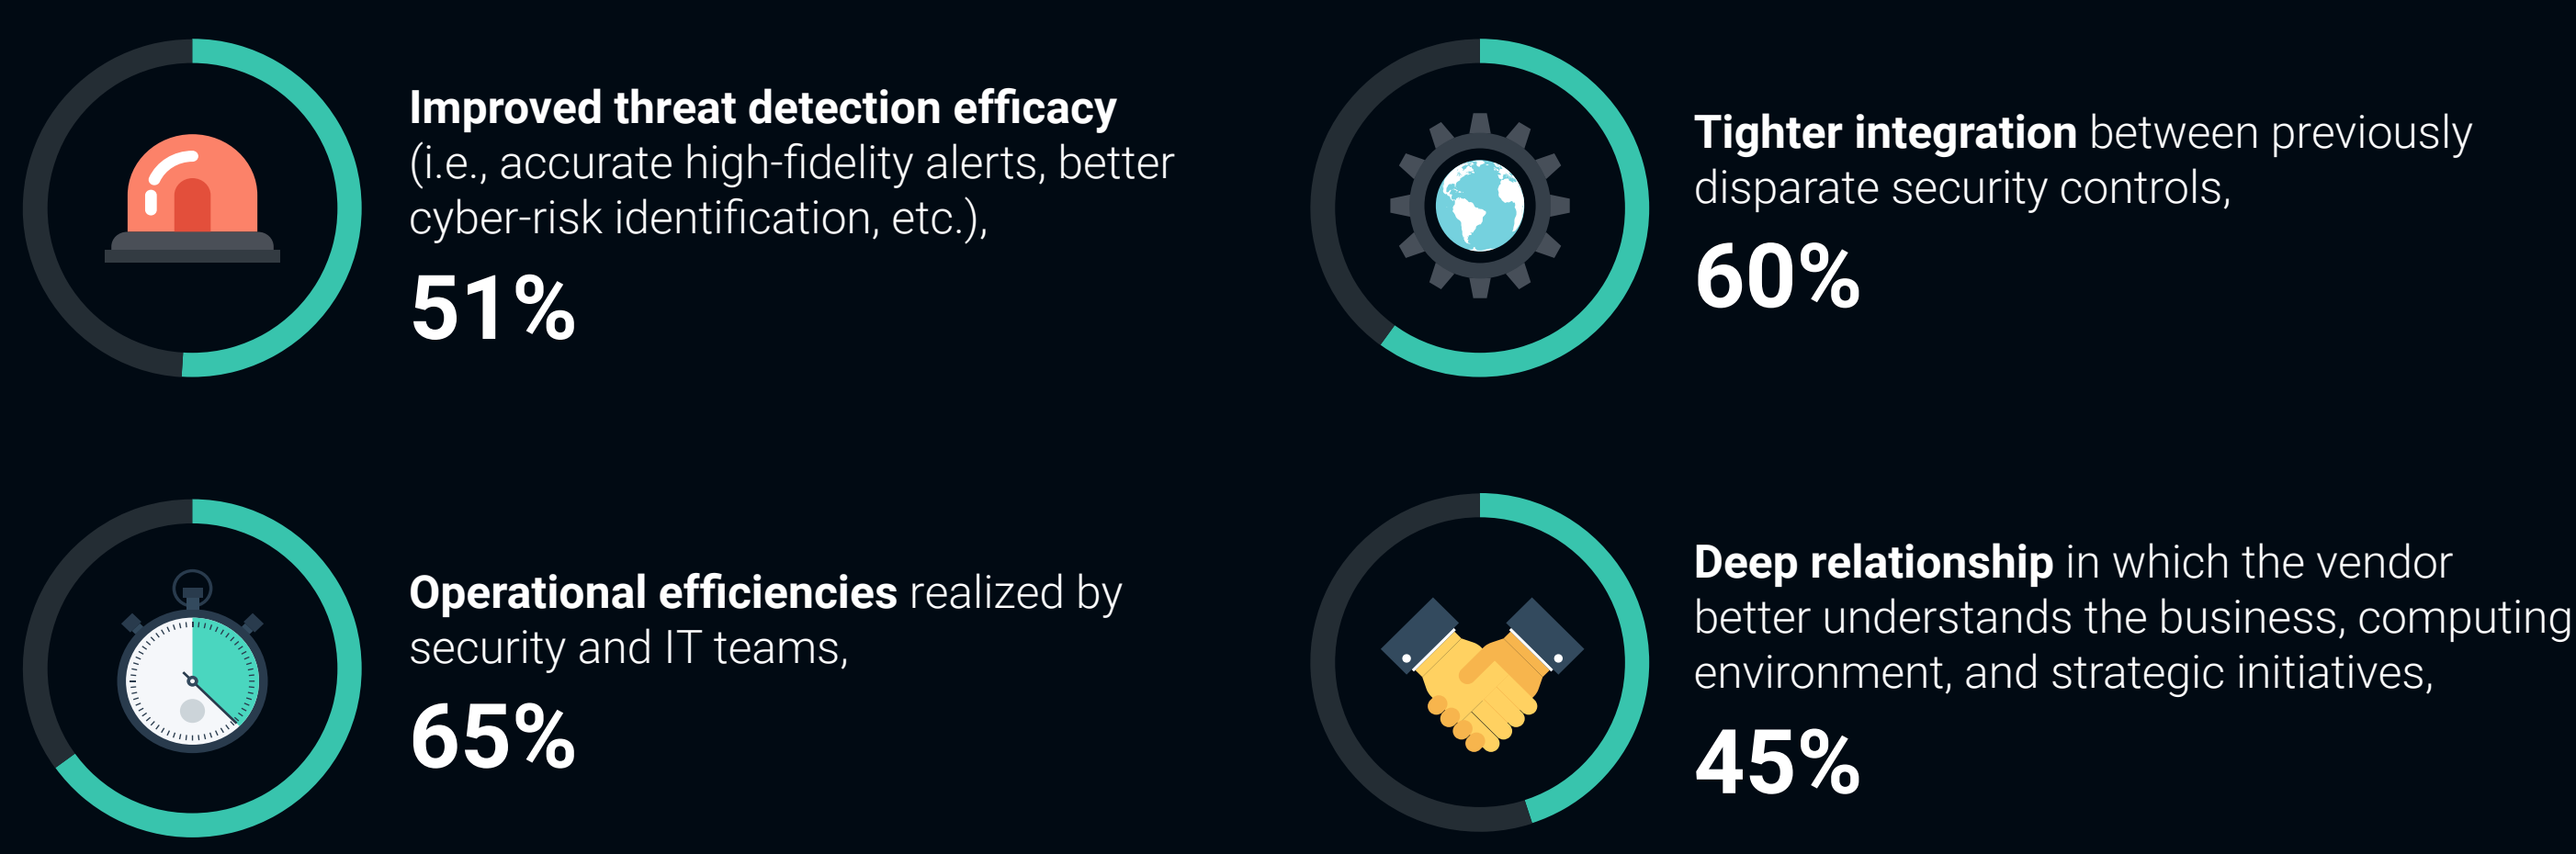 Improved threat detection efficacy
(i.e., accurate high-fidelity alerts, better
cyber-risk identification, etc.),
51%
Tighter integration between previously
disparate security controls,
60%
Operational efficiencies realized by
security and IT teams,
65%
Deep relationship in which the vendor
better understands the business, computing
environment, and strategic initiatives,
45%